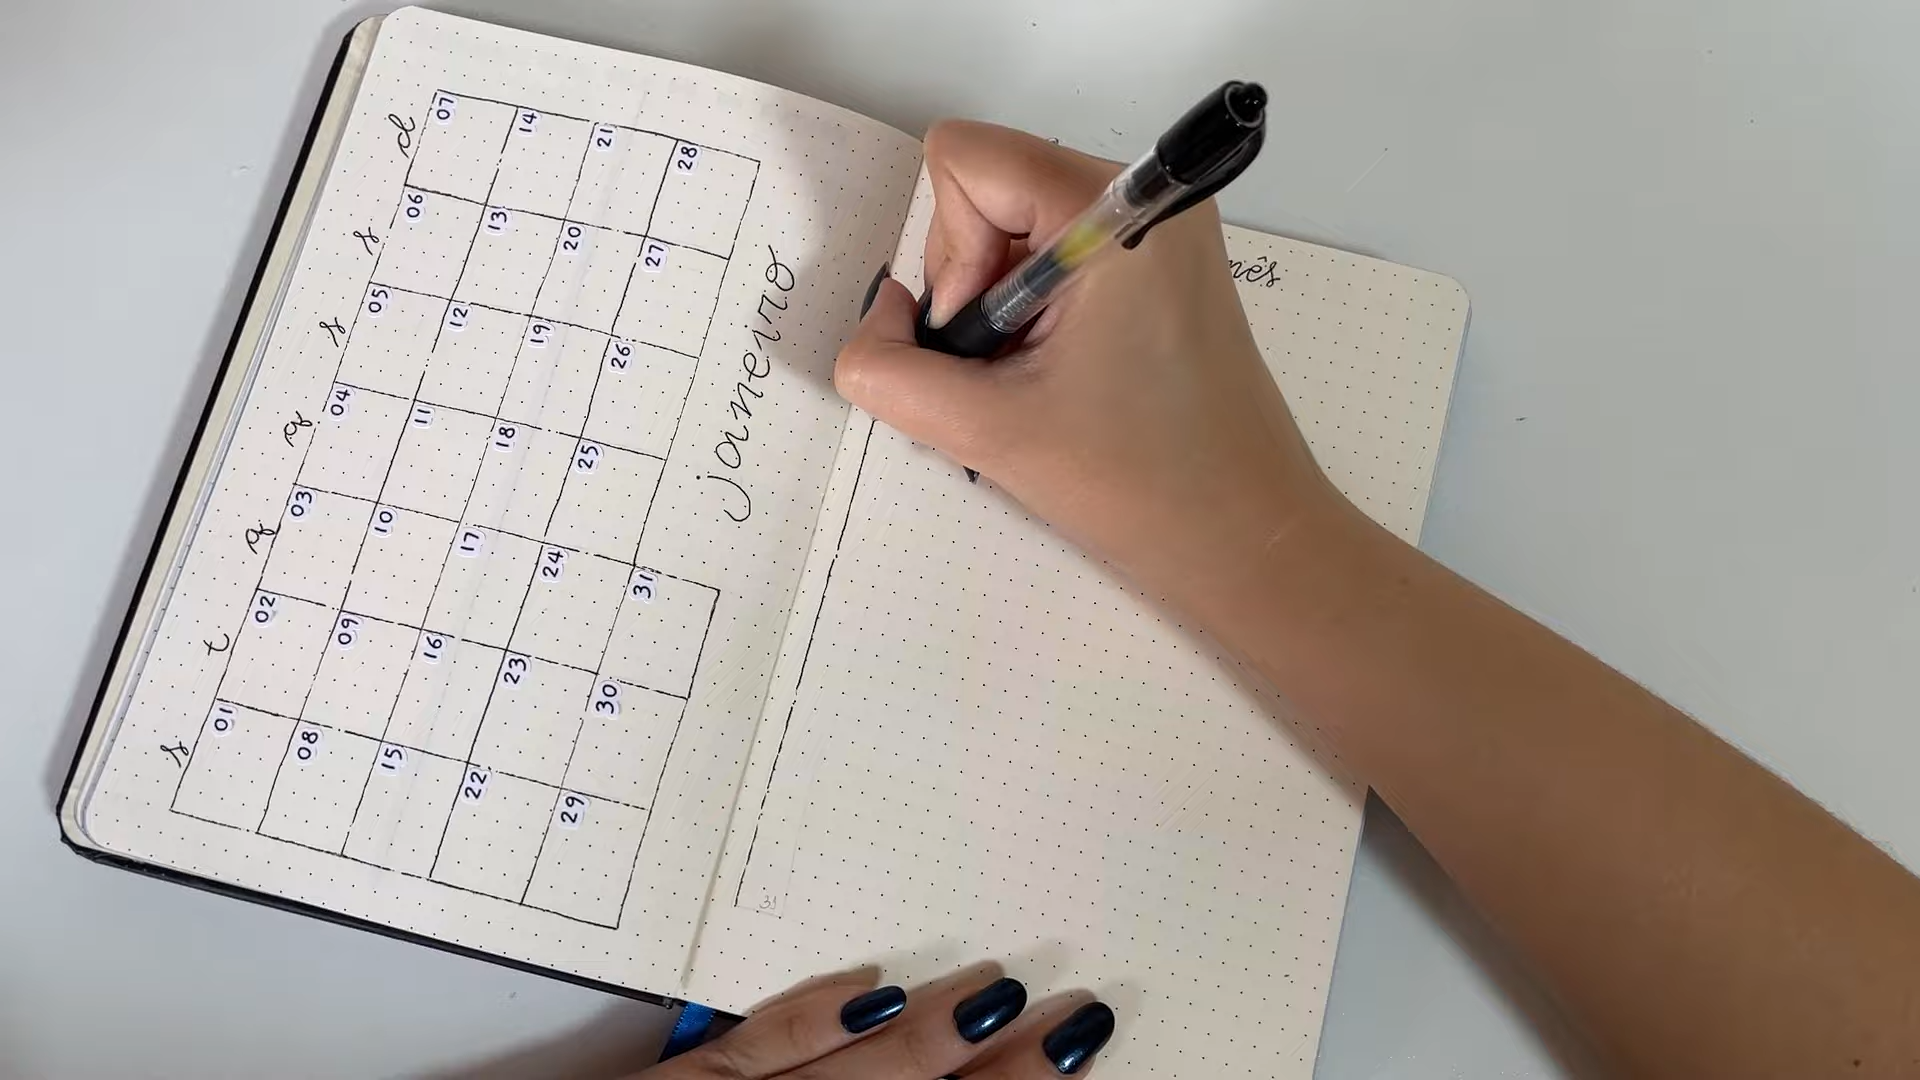 s t q q s s d
01 02 03 04 05 06 07
08 09 10 11 12 13 14
15 16 17 18 19 20 21
22 23 24 25 26 27 28
29 30 31
janeiro
mês
31